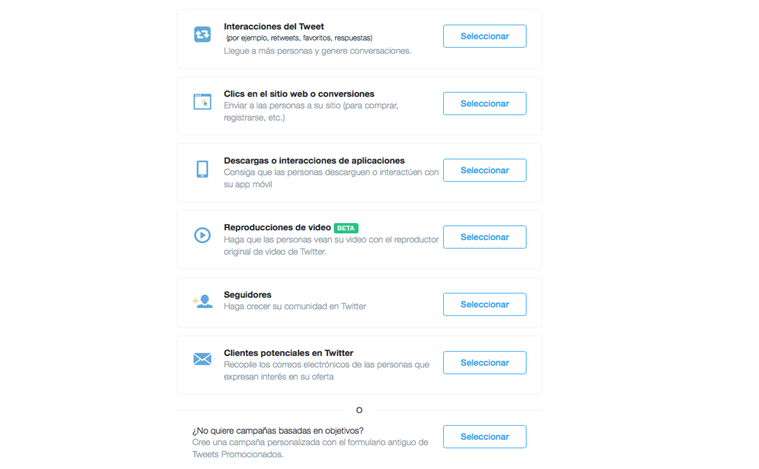 Interacciones del Tweet
(por ejemplo, retweets, favoritos, respuestas)
Llegue a más personas y genere conversaciones.
Seleccionar
Clics en el sitio web o conversiones
Enviar a las personas a su sitio (para comprar,
registrarse, etc.)
Seleccionar
Descargas o interacciones de aplicaciones
Consiga que las personas descarguen o interactúen con
su app móvil
Seleccionar
Reproducciones de video BETA
Haga que las personas vean su video con el reproductor
original de video de Twitter.
Seleccionar
Seguidores
Haga crecer su comunidad en Twitter
Seleccionar
Clientes potenciales en Twitter
Recopile los correos electrónicos de las personas que
expresan interés en su oferta
Seleccionar
O
¿No quiere campañas basadas en objetivos?
Cree una campaña personalizada con el formulario antiguo de
Tweets Promocionados.
Seleccionar